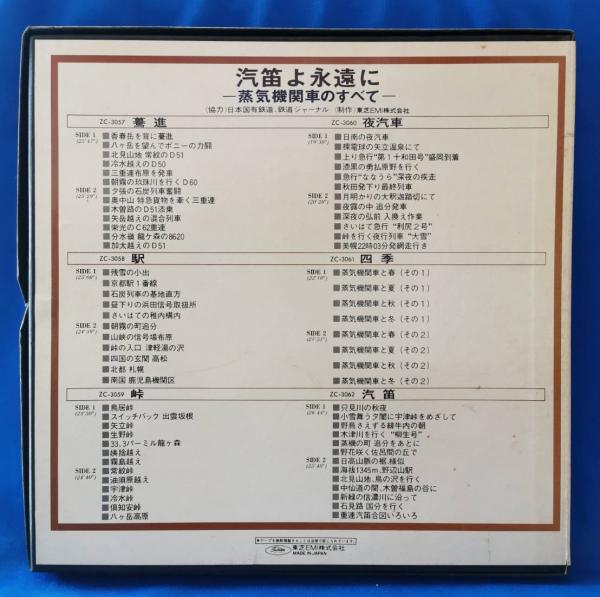 汽笛よ永遠に
—蒸気機関車のすべて—
(協力)日本国有鉄道、鉄道ジャーナル (制作)東芝EMI株式会社
ZC-3057 驀進
SIDE 1
■香春岳を背に驀進
■八ヶ岳を望んでポニーの力闘
■北見山地 常紋のD51
■冷水越えのD50
■三重連布原を発車
■朝霧の玖珠川を行くD60
SIDE 2
■夕張の石炭列車奮闘
■奥中山 特急貨物を牽く三重連
■木曽路のD51添乗
■矢岳越えの混合列車
■栄光のC62重連
■分水嶺 龍ヶ森の8620
■加太越えのD51
ZC-3058 駅
SIDE 1
■残雪の小出
■京都駅1番線
■石炭列車の基地直方
■昼下りの浜田信号取扱所
■さいはての稚内構内
SIDE 2
■朝霧の町追分
■山峡の信号場布原
■峠の入口 津軽湯の沢
■四国の玄関 高松
■北都 札幌
■南国 鹿児島機関区
ZC-3059 峠
SIDE 1
■鳥居峠
■スイッチバック 出雲坂根
■矢立峠
■生野峠
■33.3パーミル龍ヶ森
■姨捨越え
■霧島越え
SIDE 2
■常紋峠
■油須原越え
■宇津峠
■冷水峠
■倶知安峠
■八ヶ岳高原
ZC-3060 夜汽車
SIDE 1
■日南の夜汽車
■裸電球の矢立温泉にて
■上り急行“第1十和田号”盛岡到着
■漆黒の勇払原野を行く
■急行“ななうら”深夜の疾走
■秋田発下り最終列車
SIDE 2
■月明かりの大釈迦踏切にて
■夜霧の中 追分発車
■深夜の弘前 入換え作業
■さいはて急行“利尻2号”
■峠を行く夜行列車“大雪”
■美幌22時03分発網走行き
ZC-3061 四季
SIDE 1
■蒸気機関車と春(その1)
■蒸気機関車と夏(その1)
■蒸気機関車と秋(その1)
■蒸気機関車と冬(その1)
SIDE 2
■蒸気機関車と春(その2)
■蒸気機関車と夏(その2)
■蒸気機関車と秋(その2)
■蒸気機関車と冬(その2)
ZC-3062 汽笛
SIDE 1
■只見川の秋夜
■小雪舞う夕闇に宇津峠をめざして
■野鳥さえずる緑牛内の朝
■木津川を行く“柳生号”
■蒸機の町 追分をあとに
■野花咲く佐呂間の丘で
SIDE 2
■日高山脈の裾、様似
■海抜1345m、野辺山駅
■北見山地、鳥の沢を行く
■中仙道の関、木曽福島の谷に
■新緑の信濃川に沿って
■石見路 国分を行く
■重連汽笛合図いろいろ
東芝EMI株式会社
MADE IN JAPAN